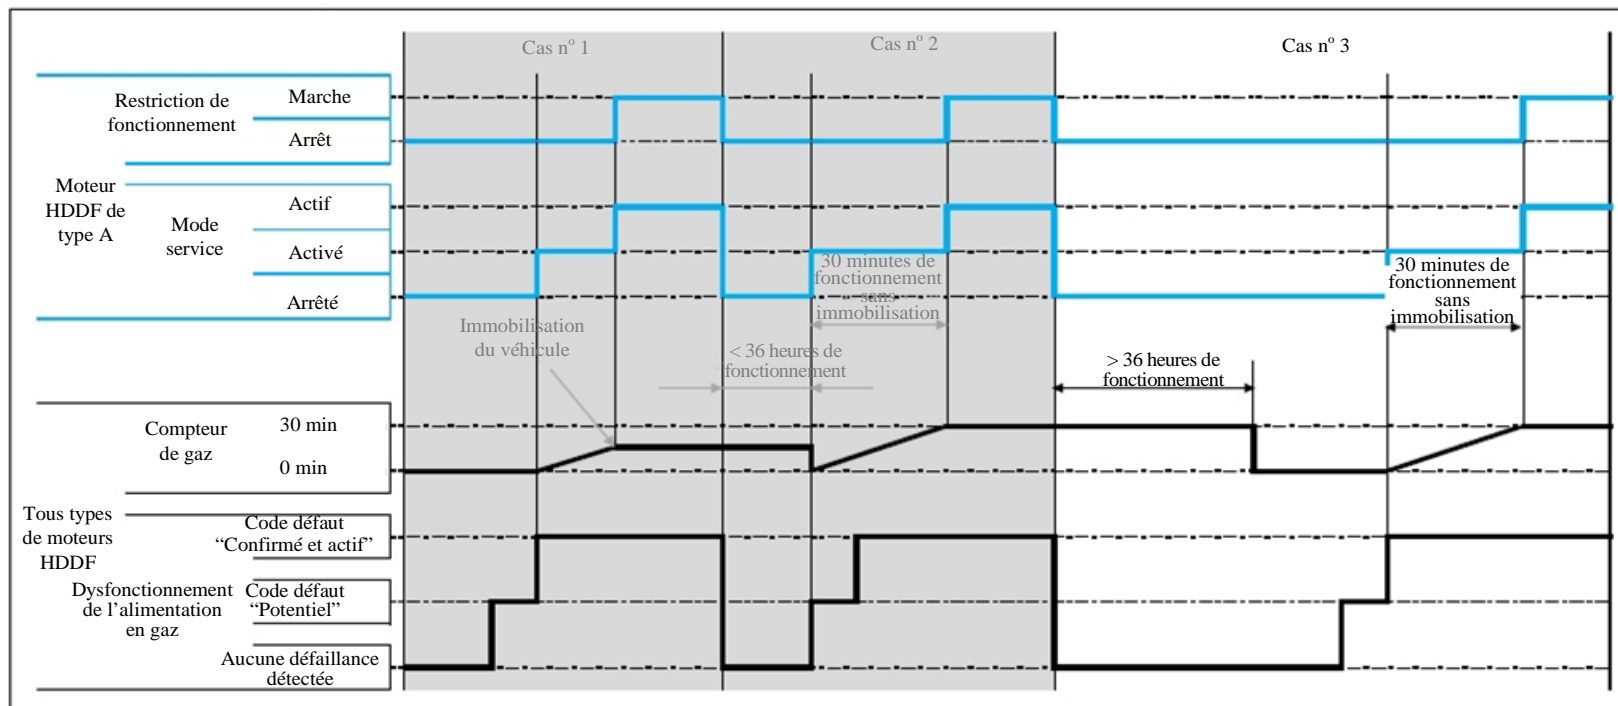 Cas nº 1
Cas nº 2
Cas nº 3
Restriction de
fonctionnement
Marche
Arrêt
Moteur
HDDF de
type A
Mode
service
Actif
Activé
Arrêté
30 minutes de
fonctionnement
sans
immobilisation
30 minutes de
fonctionnement
sans
immobilisation
Immobilisation
du véhicule
< 36 heures de
fonctionnement
> 36 heures de
fonctionnement
Compteur
de gaz
30 min
0 min
Tous types
de moteurs
HDDF
Code défaut
“Confirmé et actif”
Dysfonctionnement
de l’alimentation
en gaz
Code défaut
“Potentiel”
Aucune défaillance
détectée